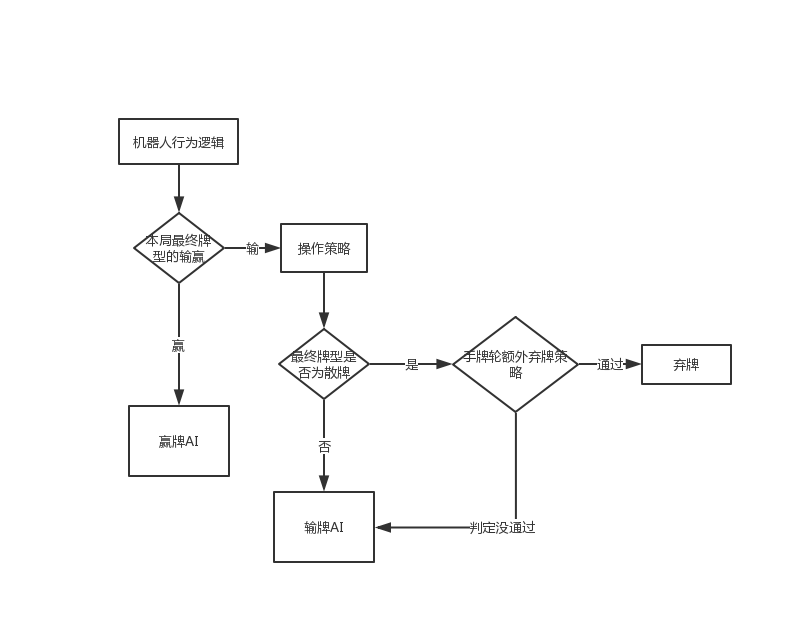 机器人行为逻辑
本局最终牌
型的输赢
输
操作策略
赢
最终牌型是
否为散牌
是
手牌轮额外弃牌策
略
通过
弃牌
赢牌AI
否
输牌AI
判定没通过